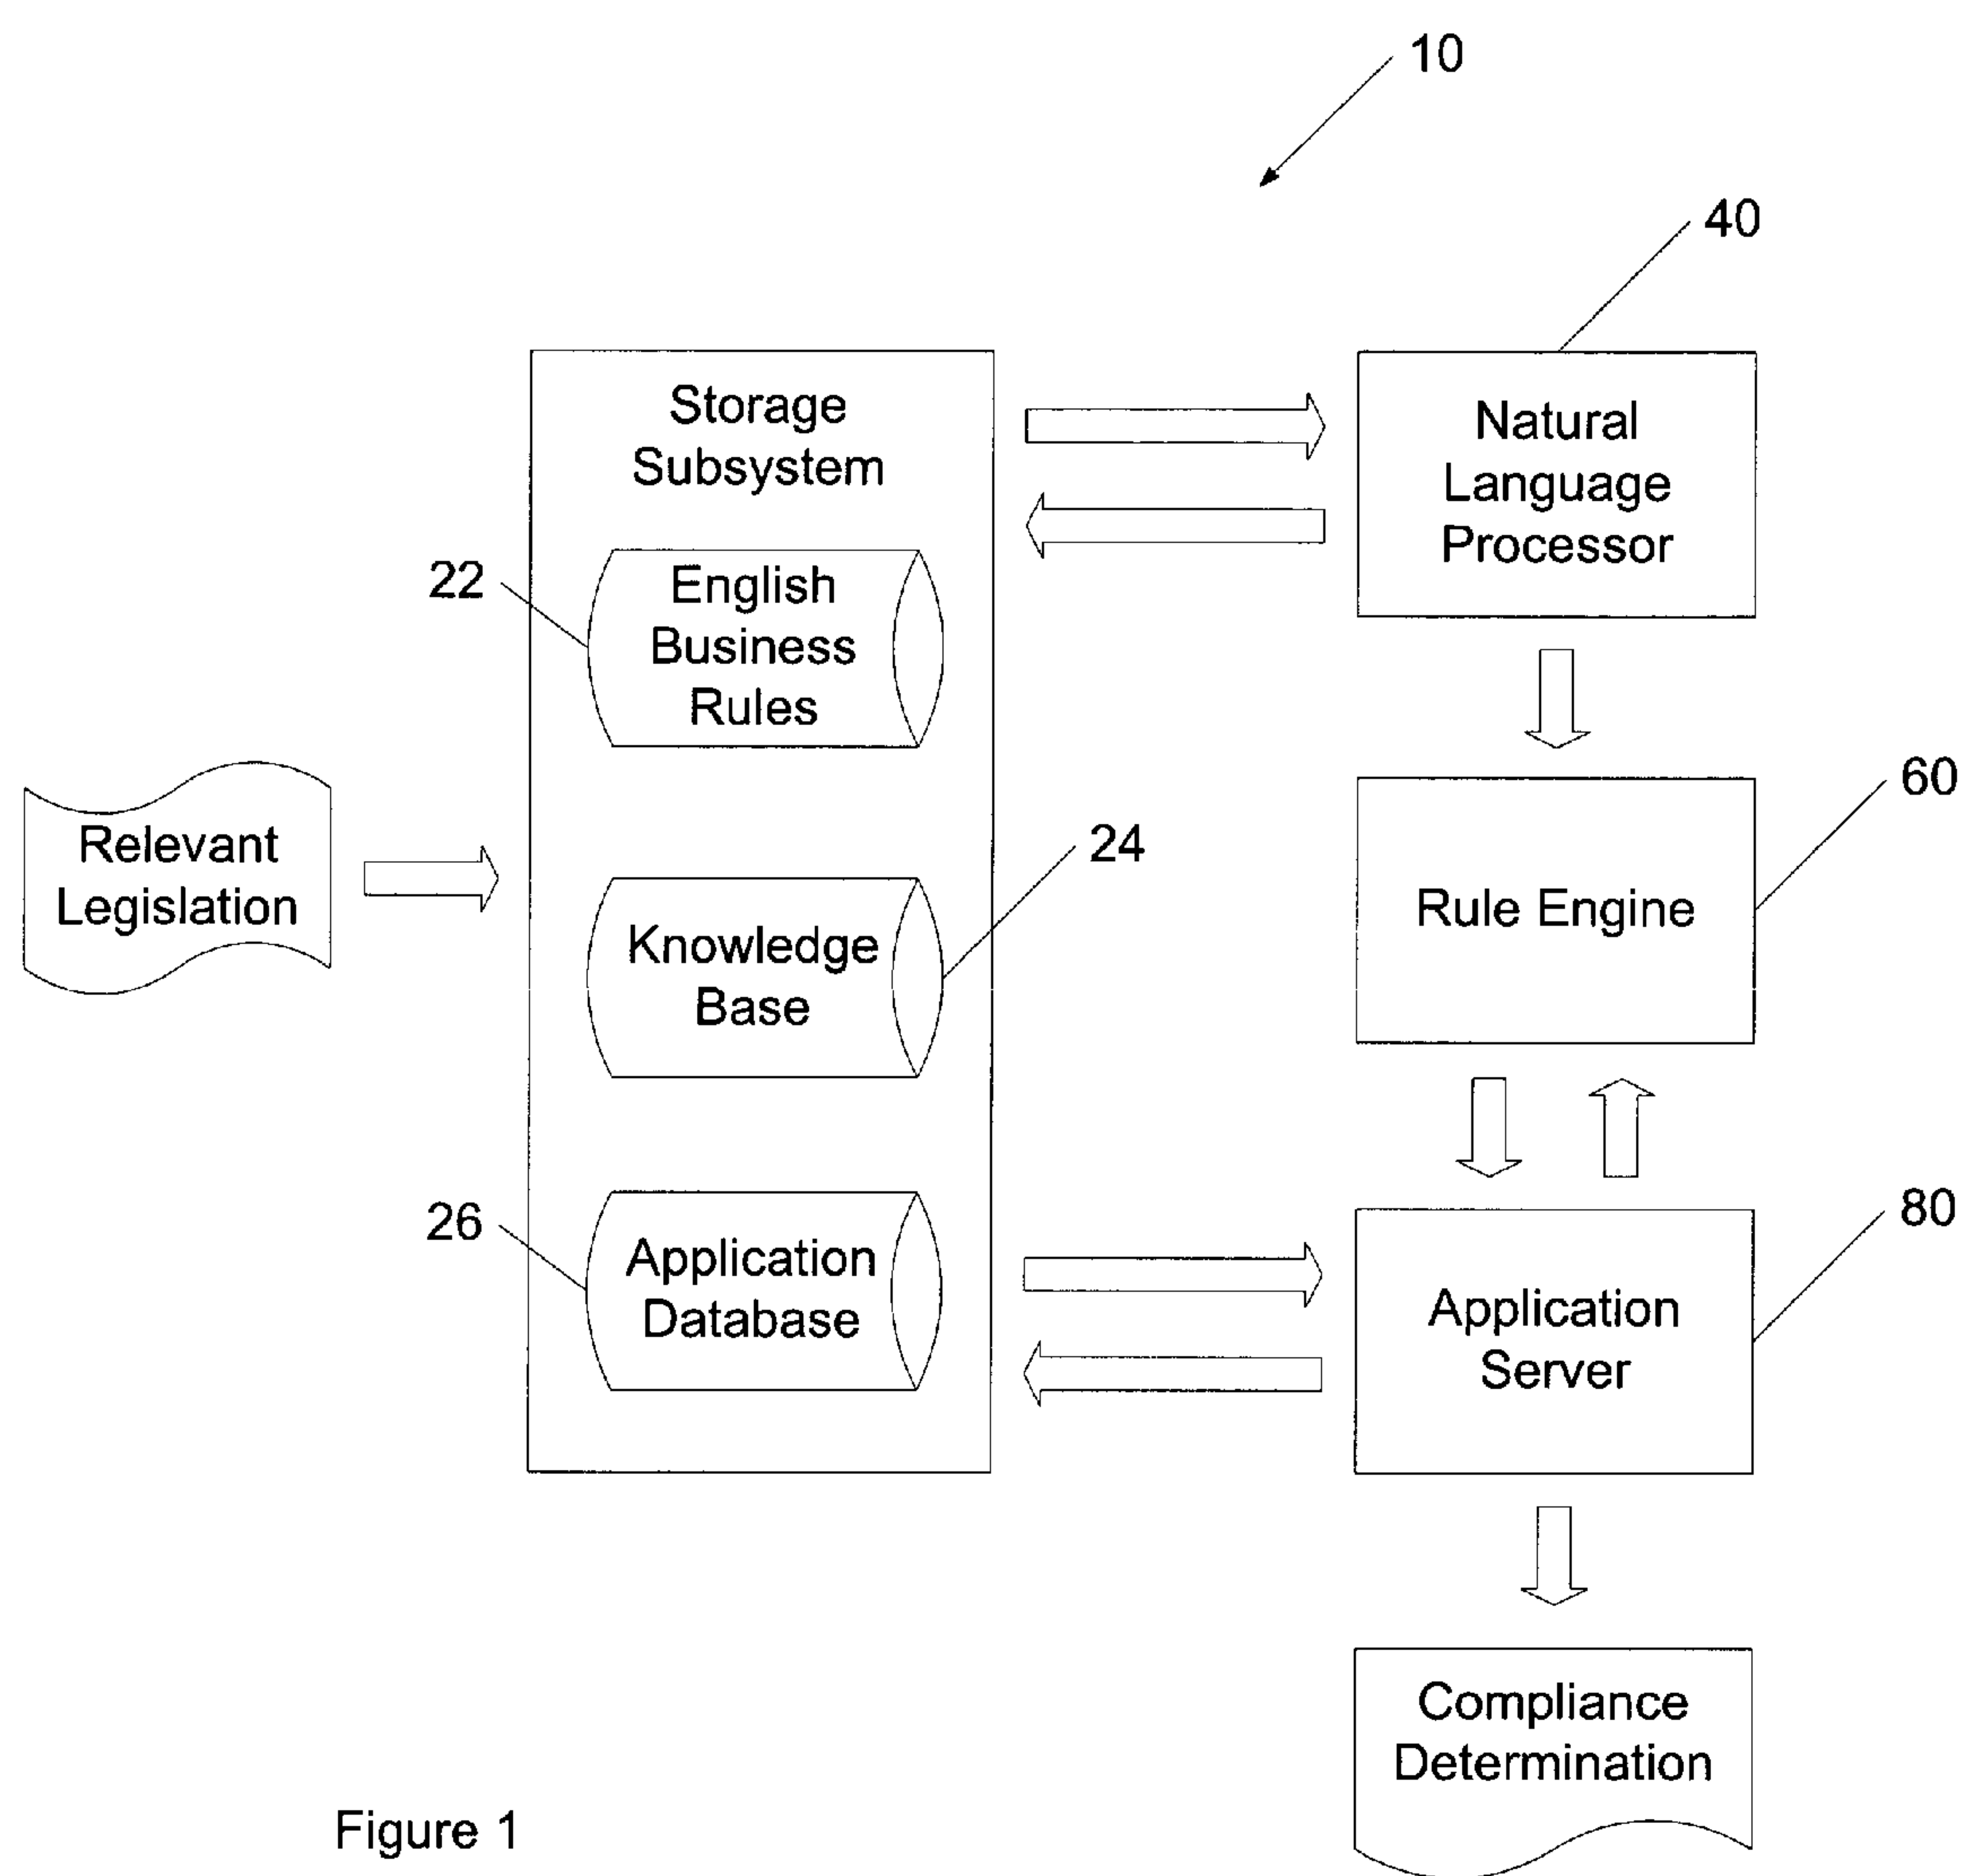 10
40
Storage
Subsystem
Natural
Language
Processor
22
English
Business
Rules
Relevant
Legislation
24
60
Knowledge
Base
Rule Engine
26
80
Application
Database
Application
Server
Compliance
Determination
Figure 1